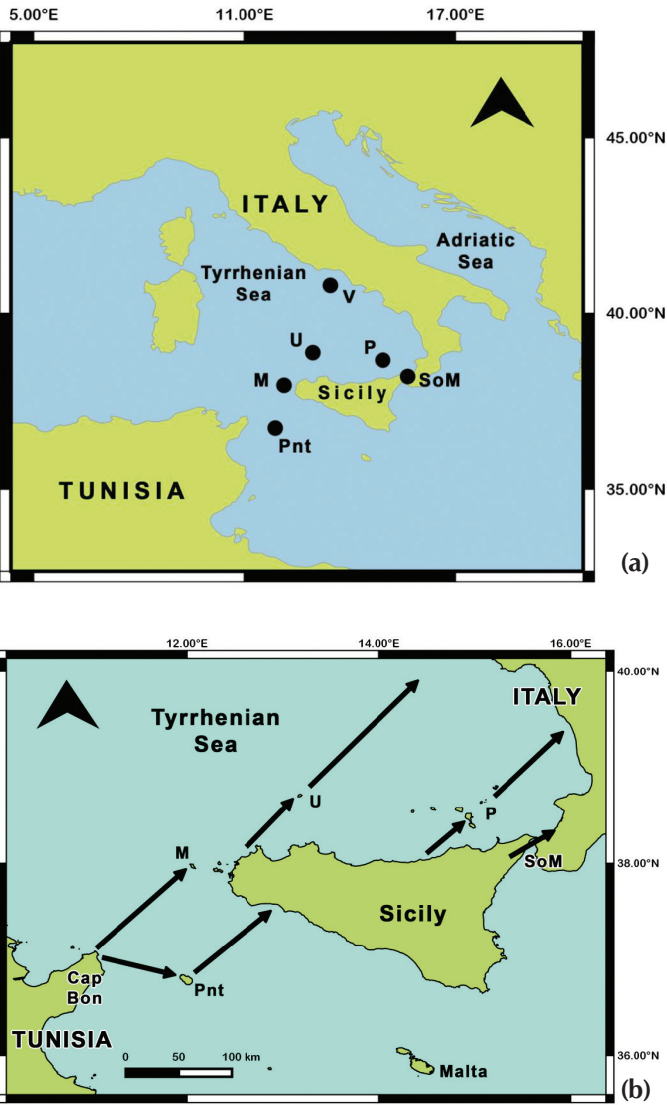 5.00°E 11.00°E 17.00°E
45.00°N
ITALY
Adriatic
Sea
Tyrrhenian
Sea
V
40.00°N
U
P
M
SoM
Sicily
Pnt
TUNISIA
35.00°N
(a)
12.00°E 14.00°E 16.00°E
40.00°N
ITALY
Tyrrhenian
Sea
U
P
M
SoM
38.00°N
Sicily
Cap
Bon
Pnt
TUNISIA
0 50 100 km
Malta
36.00°N
(b)